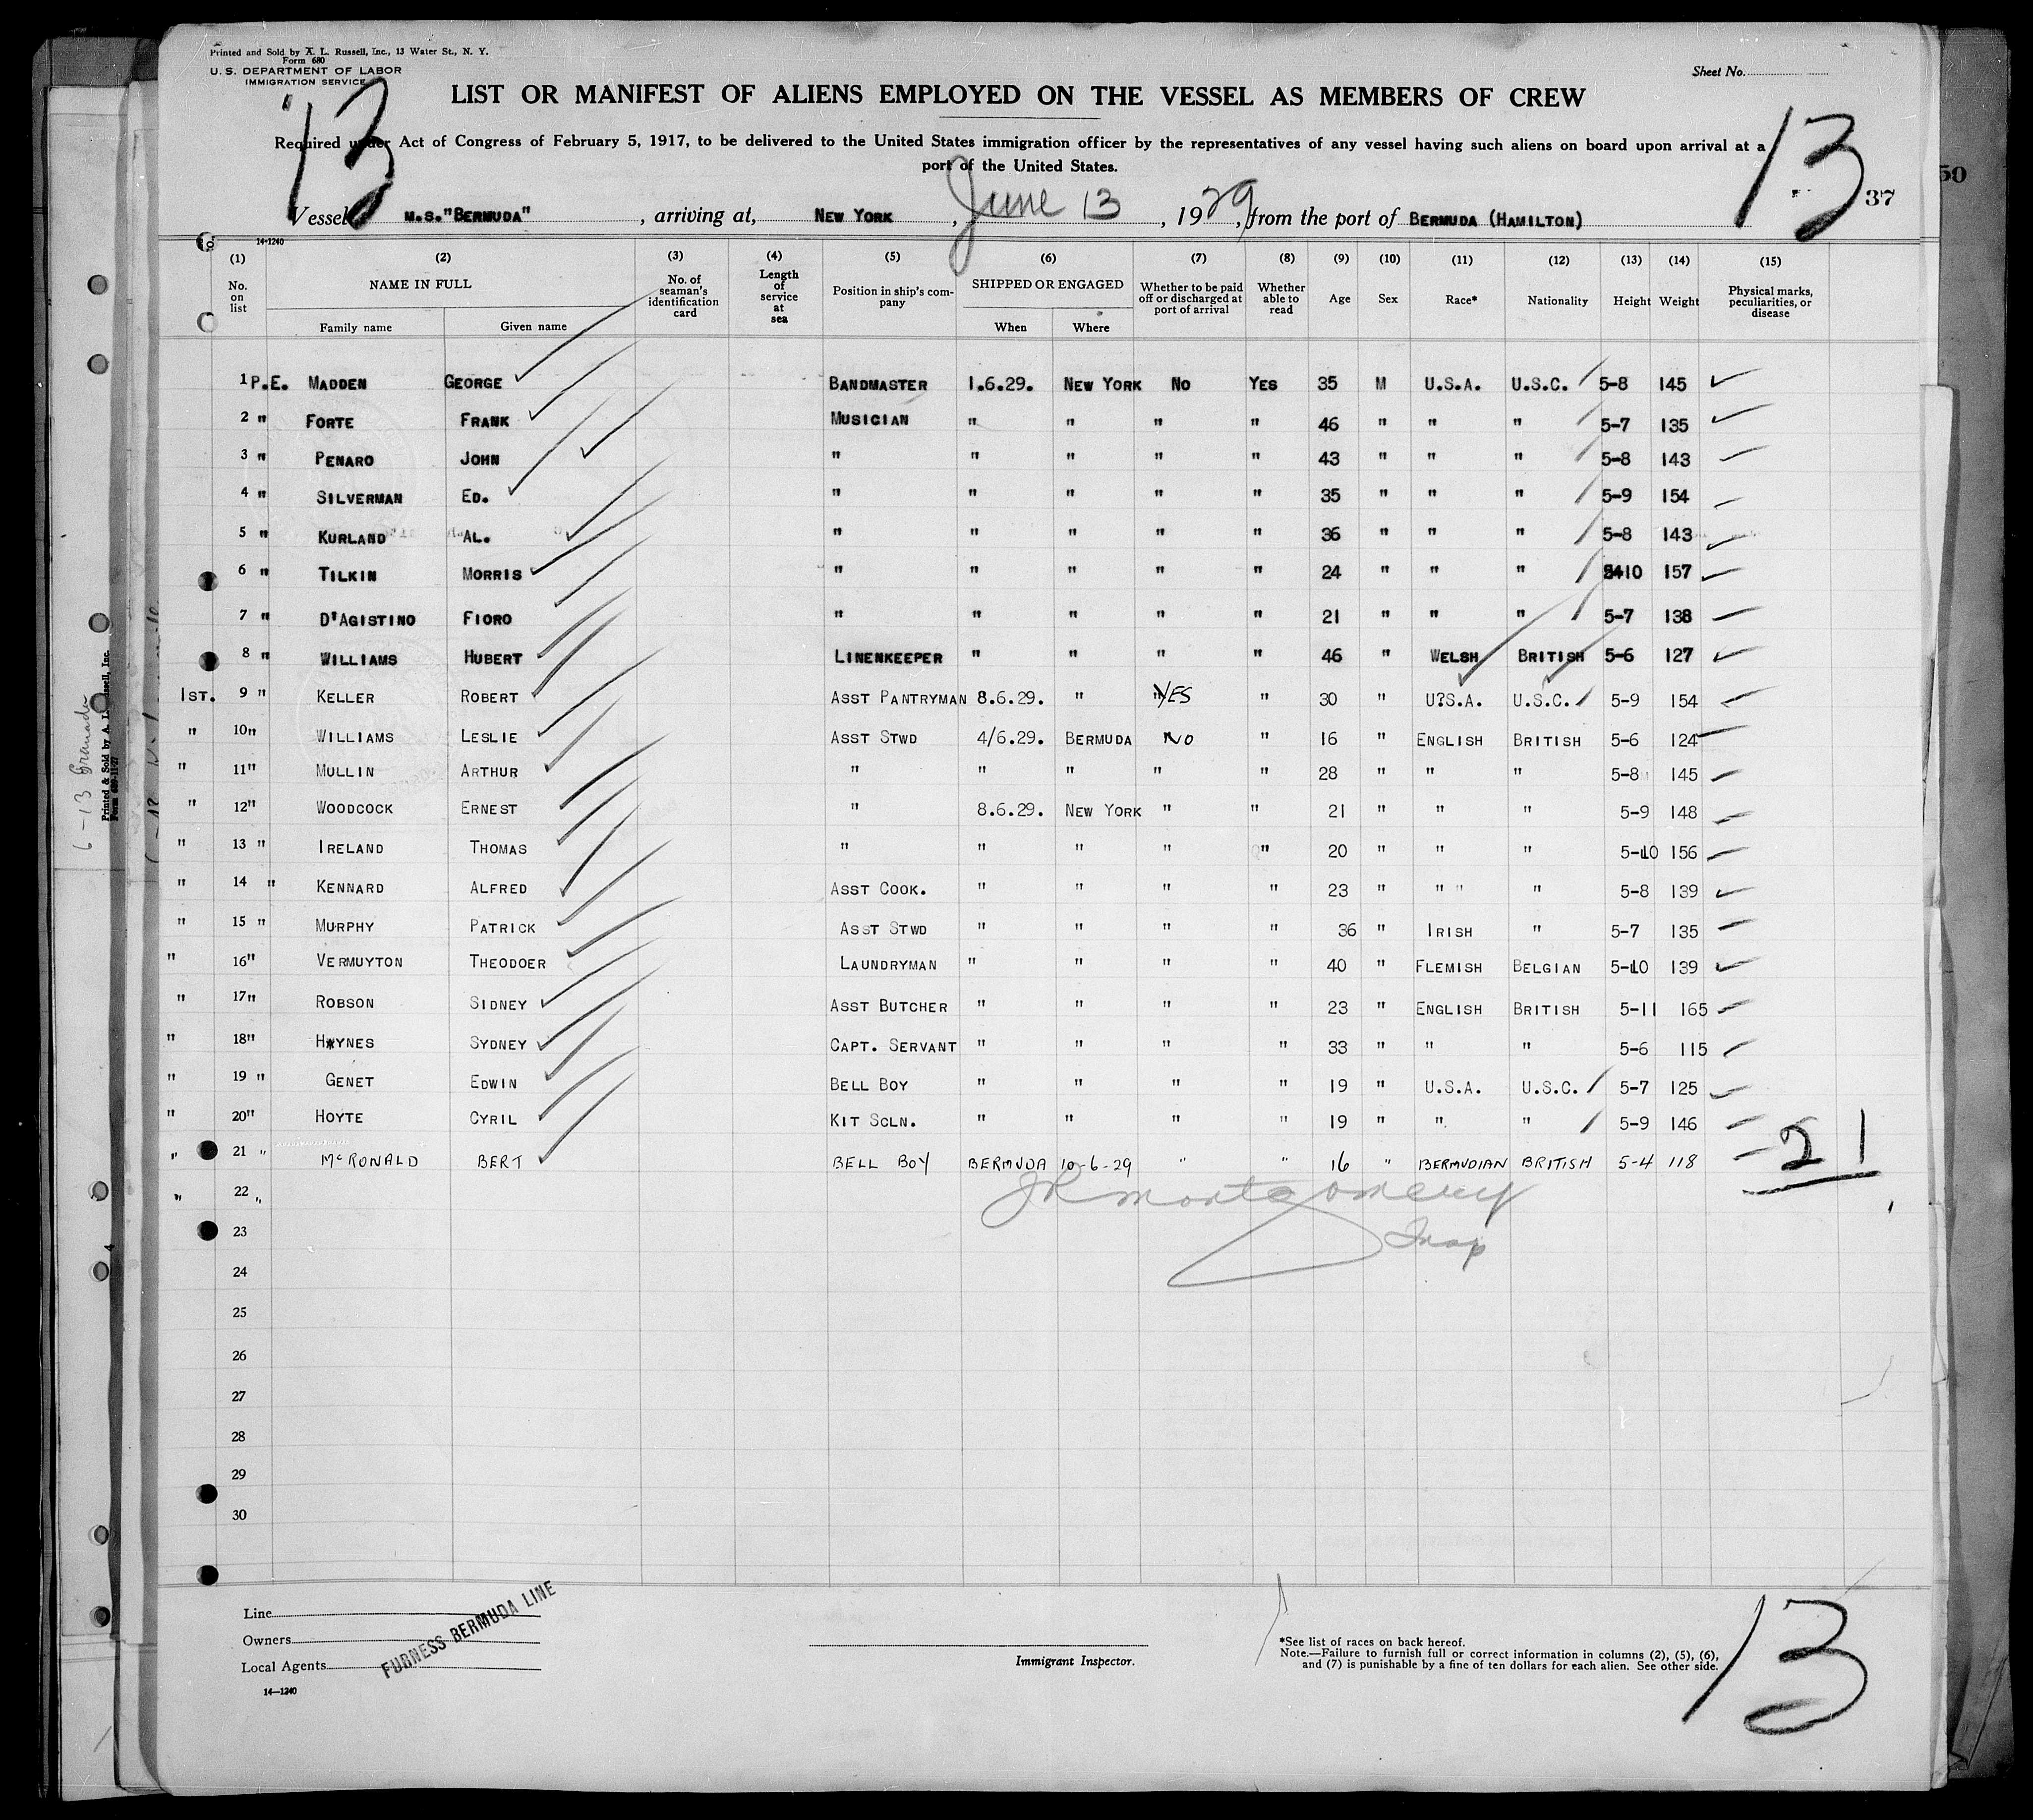 Printed and Sold by A. L. Russell, Inc., 13 Water St., N. Y.
Form 680
U. S. DEPARTMENT OF LABOR
IMMIGRATION SERVICE
Sheet No.
13
13
LIST OR MANIFEST OF ALIENS EMPLOYED ON THE VESSEL AS MEMBERS OF CREW
Required under Act of Congress of February 5, 1917, to be delivered to the United States immigration officer by the representatives of any vessel having such aliens on board upon arrival at a
port of the United States.
50
37
Vessel M.S."BERMUDA", arriving at, NEW YORK, June 13, 1929, from the port of BERMUDA (HAMILTON)
14-1240
(1) (2) (3) (4) (5) (6) (7) (8) (9) (10) (11) (12) (13) (14) (15)
No. on list NAME IN FULL No. of seaman's identification card Length of service at sea Position in ship's company SHIPPED OR ENGAGED Whether to be paid off or discharged at port of arrival Whether able to read Age Sex Race* Nationality Height Weight Physical marks, peculiarities, or disease
Family name Given name When Where
1 P.E. MADDEN GEORGE BANDMASTER 1.6.29. NEW YORK NO YES 35 M U.S.A. U.S.C. 5-8 145
2 " FORTE FRANK MUSICIAN " " " " 46 " " " 5-7 135
3 " PENARO JOHN " " " " " 43 " " " 5-8 143
4 " SILVERMAN ED. " " " " " 35 " " " 5-9 154
5 " KURLAND AL. " " " " " 36 " " " 5-8 143
6 " TILKIN MORRIS " " " " " 24 " " " 5-10 157
7 " D'AGISTINO FIORO " " " " " 21 " " " 5-7 138
8 " WILLIAMS HUBERT LINENKEEPER " " " " 46 " WELSH BRITISH 5-6 127
1ST. 9 " KELLER ROBERT ASST PANTRYMAN 8.6.29. " YES " 30 " U?S.A. U.S.C. 5-9 154
" 10" WILLIAMS LESLIE ASST STWD 4/6.29. BERMUDA NO " 16 " ENGLISH BRITISH 5-6 124
" 11" MULLIN ARTHUR " " " " " 28 " " " 5-8 145
" 12" WOODCOCK ERNEST " 8.6.29. NEW YORK " " 21 " " " 5-9 148
" 13 " IRELAND THOMAS " " " " " 20 " " " 5-10 156
" 14 " KENNARD ALFRED ASST COOK. " " " " 23 " " " " 5-8 139
" 15 " MURPHY PATRICK ASST STWD " " " " 36 " IRISH " 5-7 135
" 16" VERMUYTON THEODOER LAUNDRYMAN " " " " 40 " FLEMISH BELGIAN 5-10 139
" 17" ROBSON SIDNEY ASST BUTCHER " " " " 23 " ENGLISH BRITISH 5-11 165
" 18" HAYNES SYDNEY CAPT. SERVANT " " " " 33 " " " 5-6 115
" 19 " GENET EDWIN BELL BOY " " " " 19 " U.S.A. U.S.C. 5-7 125
" 20" HOYTE CYRIL KIT SCLN. " " " " 19 " " " 5-9 146
" 21 " McRONALD BERT BELL BOY BERMUDA 10-6-29 " " 16 " BERMUDIAN BRITISH 5-4 118
21
" 22 "
JR Montgomery
Insp
23
24
25
26
27
28
29
30
Line
Owners
Local Agents
FURNESS BERMUDA LINE
14—1240
Immigrant Inspector.
*See list of races on back hereof.
Note.—Failure to furnish full or correct information in columns (2), (5), (6),
and (7) is punishable by a fine of ten dollars for each alien. See other side.
13
6-13 Granada
Printed & Sold by A. L. Russell, Inc.
4